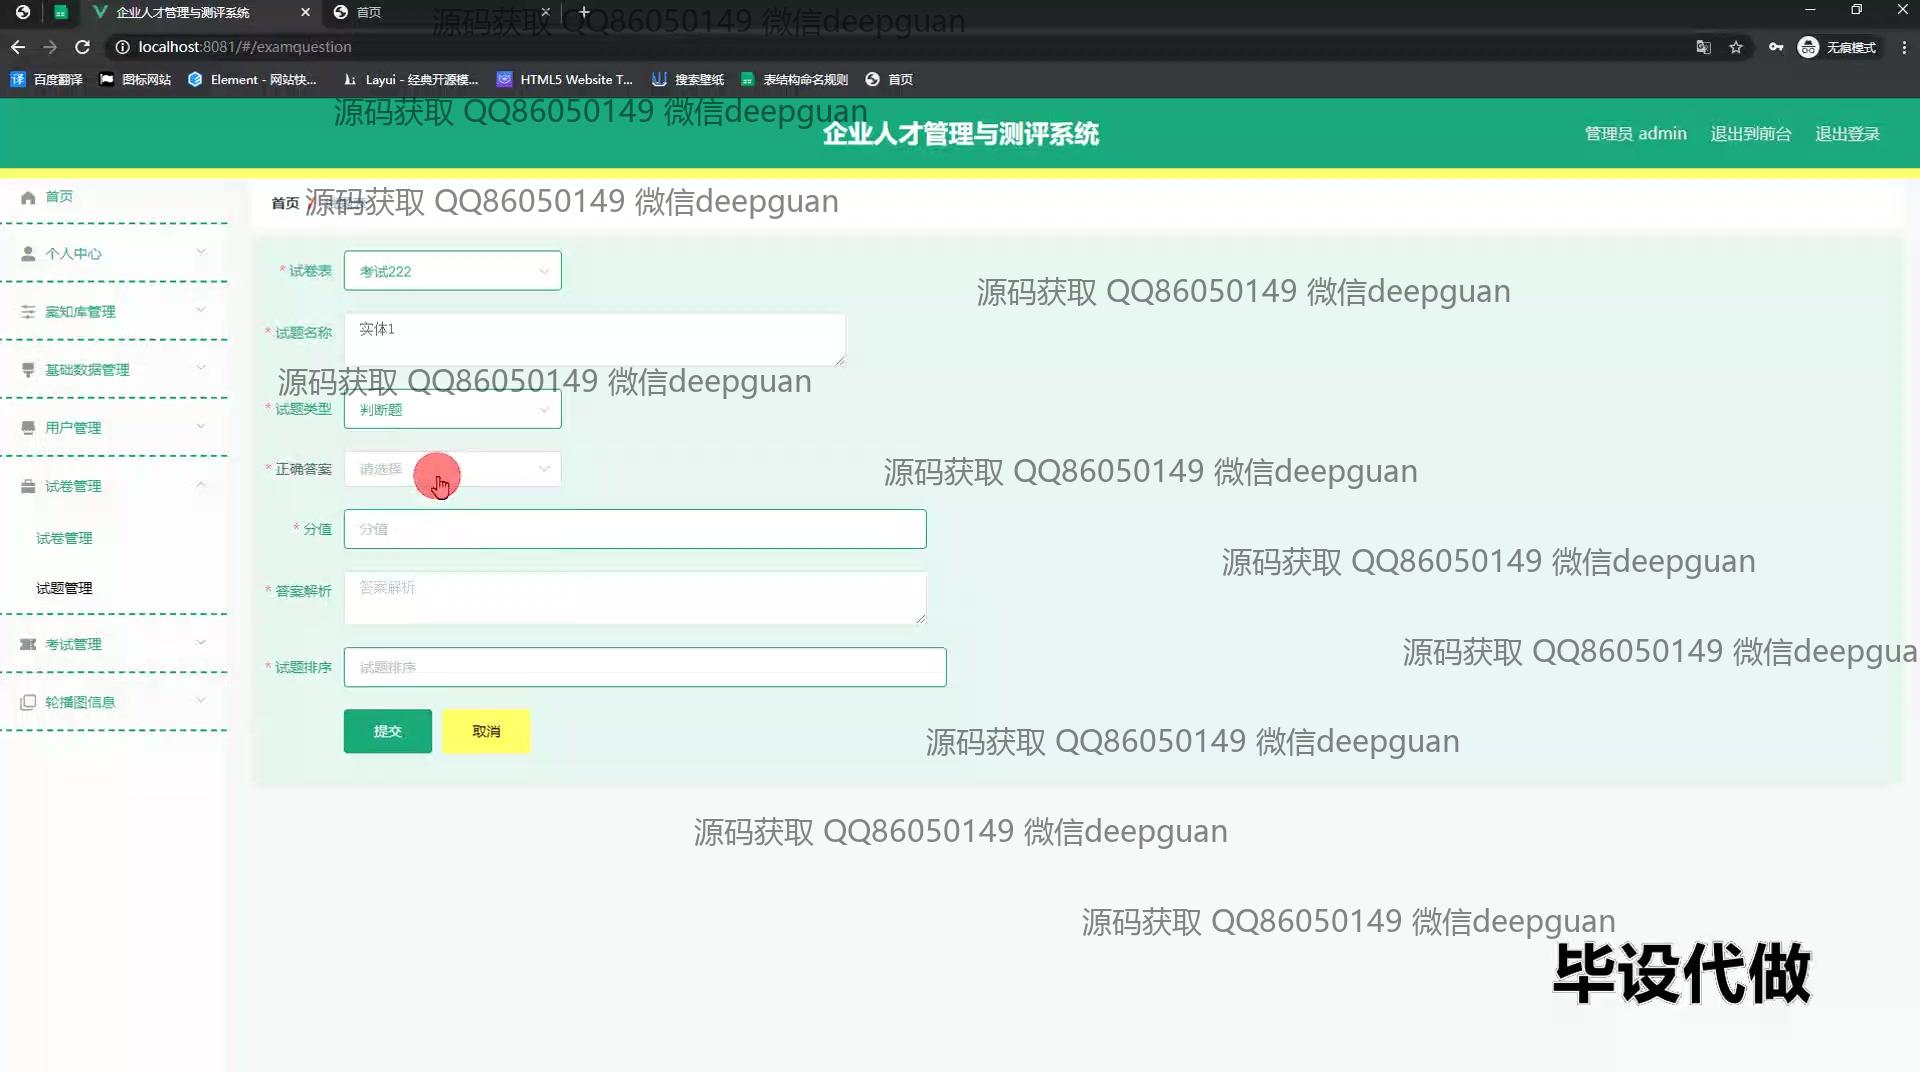 企业人才管理与测评系统
首页
源码获取 QQ86050149 微信deepguan
localhost:8081/#/examquestion
无痕模式
百度翻译
图标网站
Element - 网站快...
Layui - 经典开源模...
HTML5 Website T...
搜索壁纸
表结构命名规则
首页
源码获取 QQ86050149 微信deepguan
企业人才管理与测评系统
管理员 admin
退出到前台
退出登录
首页
首页
源码获取 QQ86050149 微信deepguan
个人中心
* 试卷表
考试222
源码获取 QQ86050149 微信deepguan
案知库管理
* 试题名称
实体1
基础数据管理
源码获取 QQ86050149 微信deepguan
* 试题类型
判断题
用户管理
* 正确答案
请选择
源码获取 QQ86050149 微信deepguan
试卷管理
* 分值
分值
试卷管理
源码获取 QQ86050149 微信deepguan
试题管理
* 答案解析
答案解析
考试管理
源码获取 QQ86050149 微信deepgua
* 试题排序
试题排序
轮播图信息
提交
取消
源码获取 QQ86050149 微信deepguan
源码获取 QQ86050149 微信deepguan
源码获取 QQ86050149 微信deepguan
毕设代做